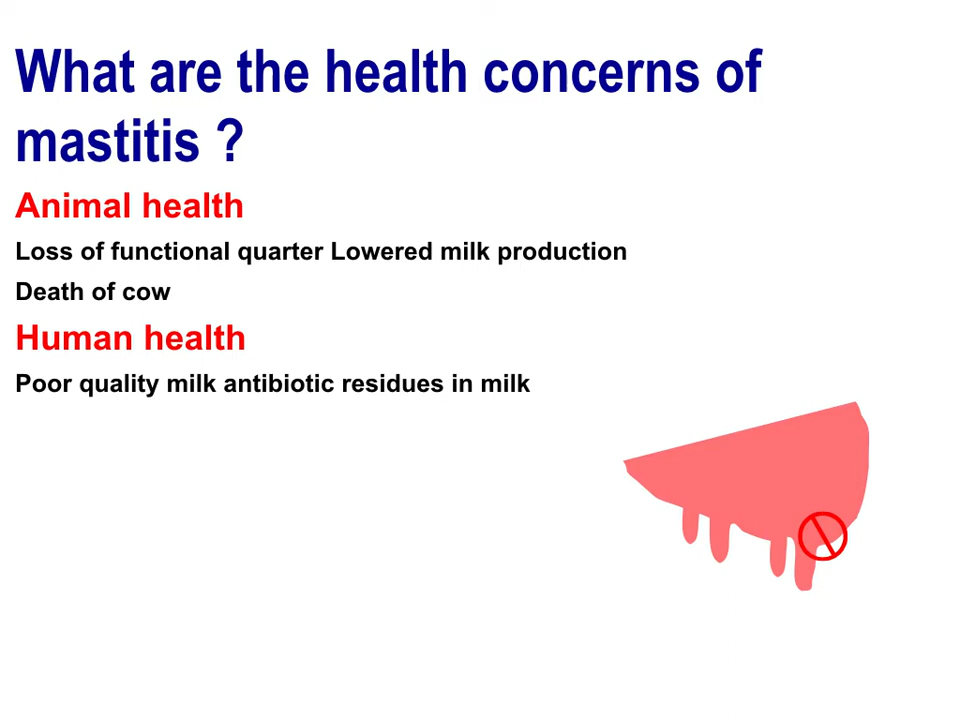 What are the health concerns of
mastitis ?
Animal health
Loss of functional quarter Lowered milk production
Death of cow
Human health
Poor quality milk antibiotic residues in milk